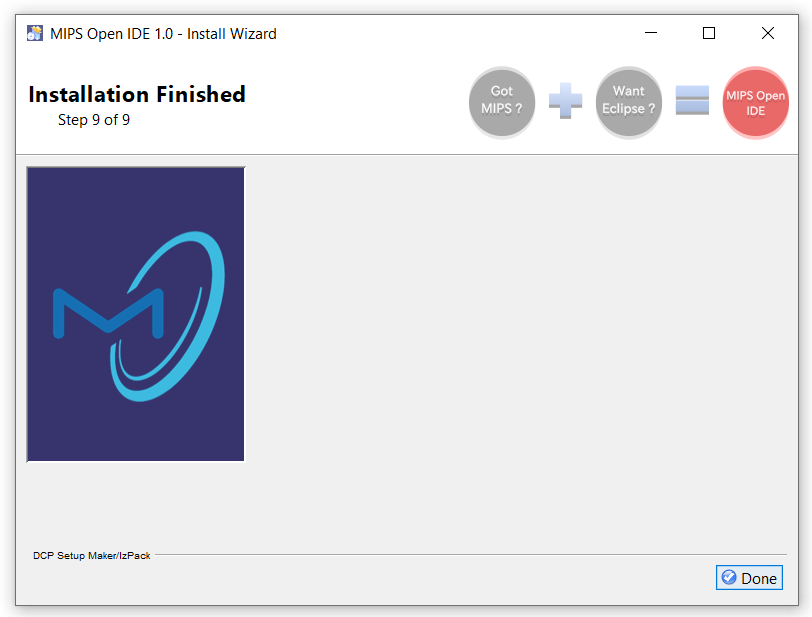 MIPS Open IDE 1.0 - Install Wizard
Installation Finished
Step 9 of 9
Got
MIPS ?
Want
Eclipse ?
MIPS Open
IDE
DCP Setup Maker/IzPack
Done